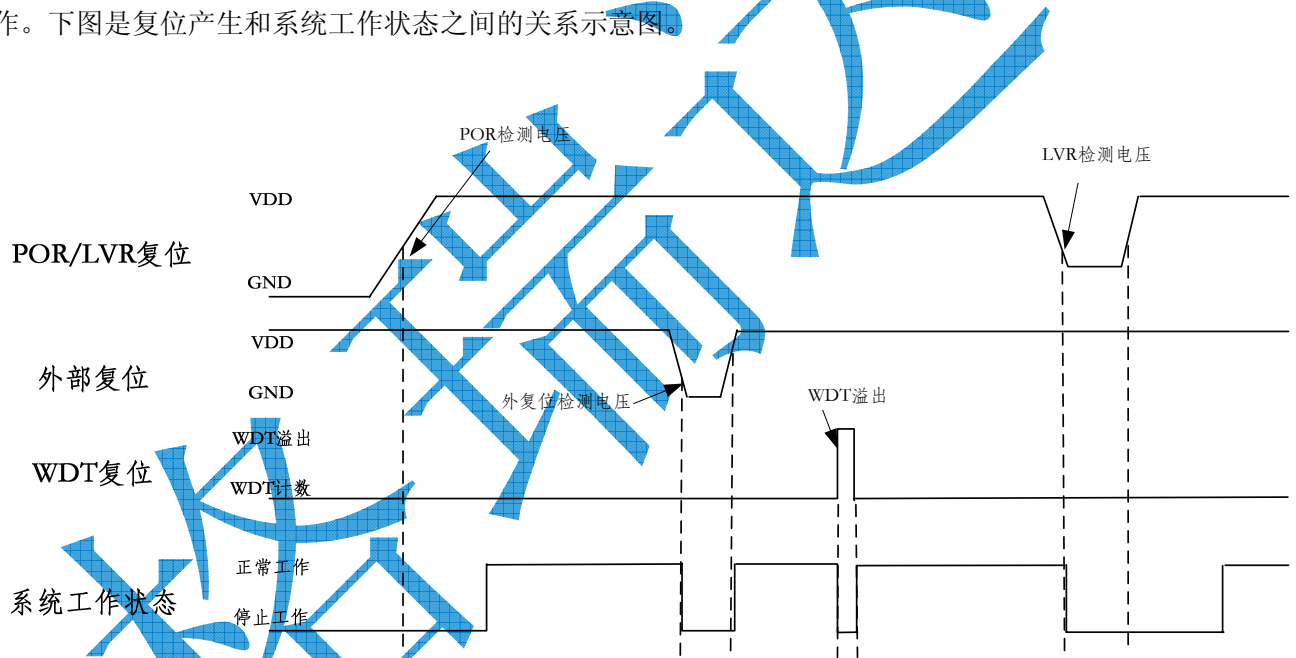 作。下图是复位产生和系统工作状态之间的关系示意图。
POR检测电压
LVR检测电压
VDD
POR/LVR复位
GND
VDD
外部复位
GND
外复位检测电压
WDT溢出
WDT溢出
WDT复位
WDT计数
正常工作
系统工作状态
停止工作